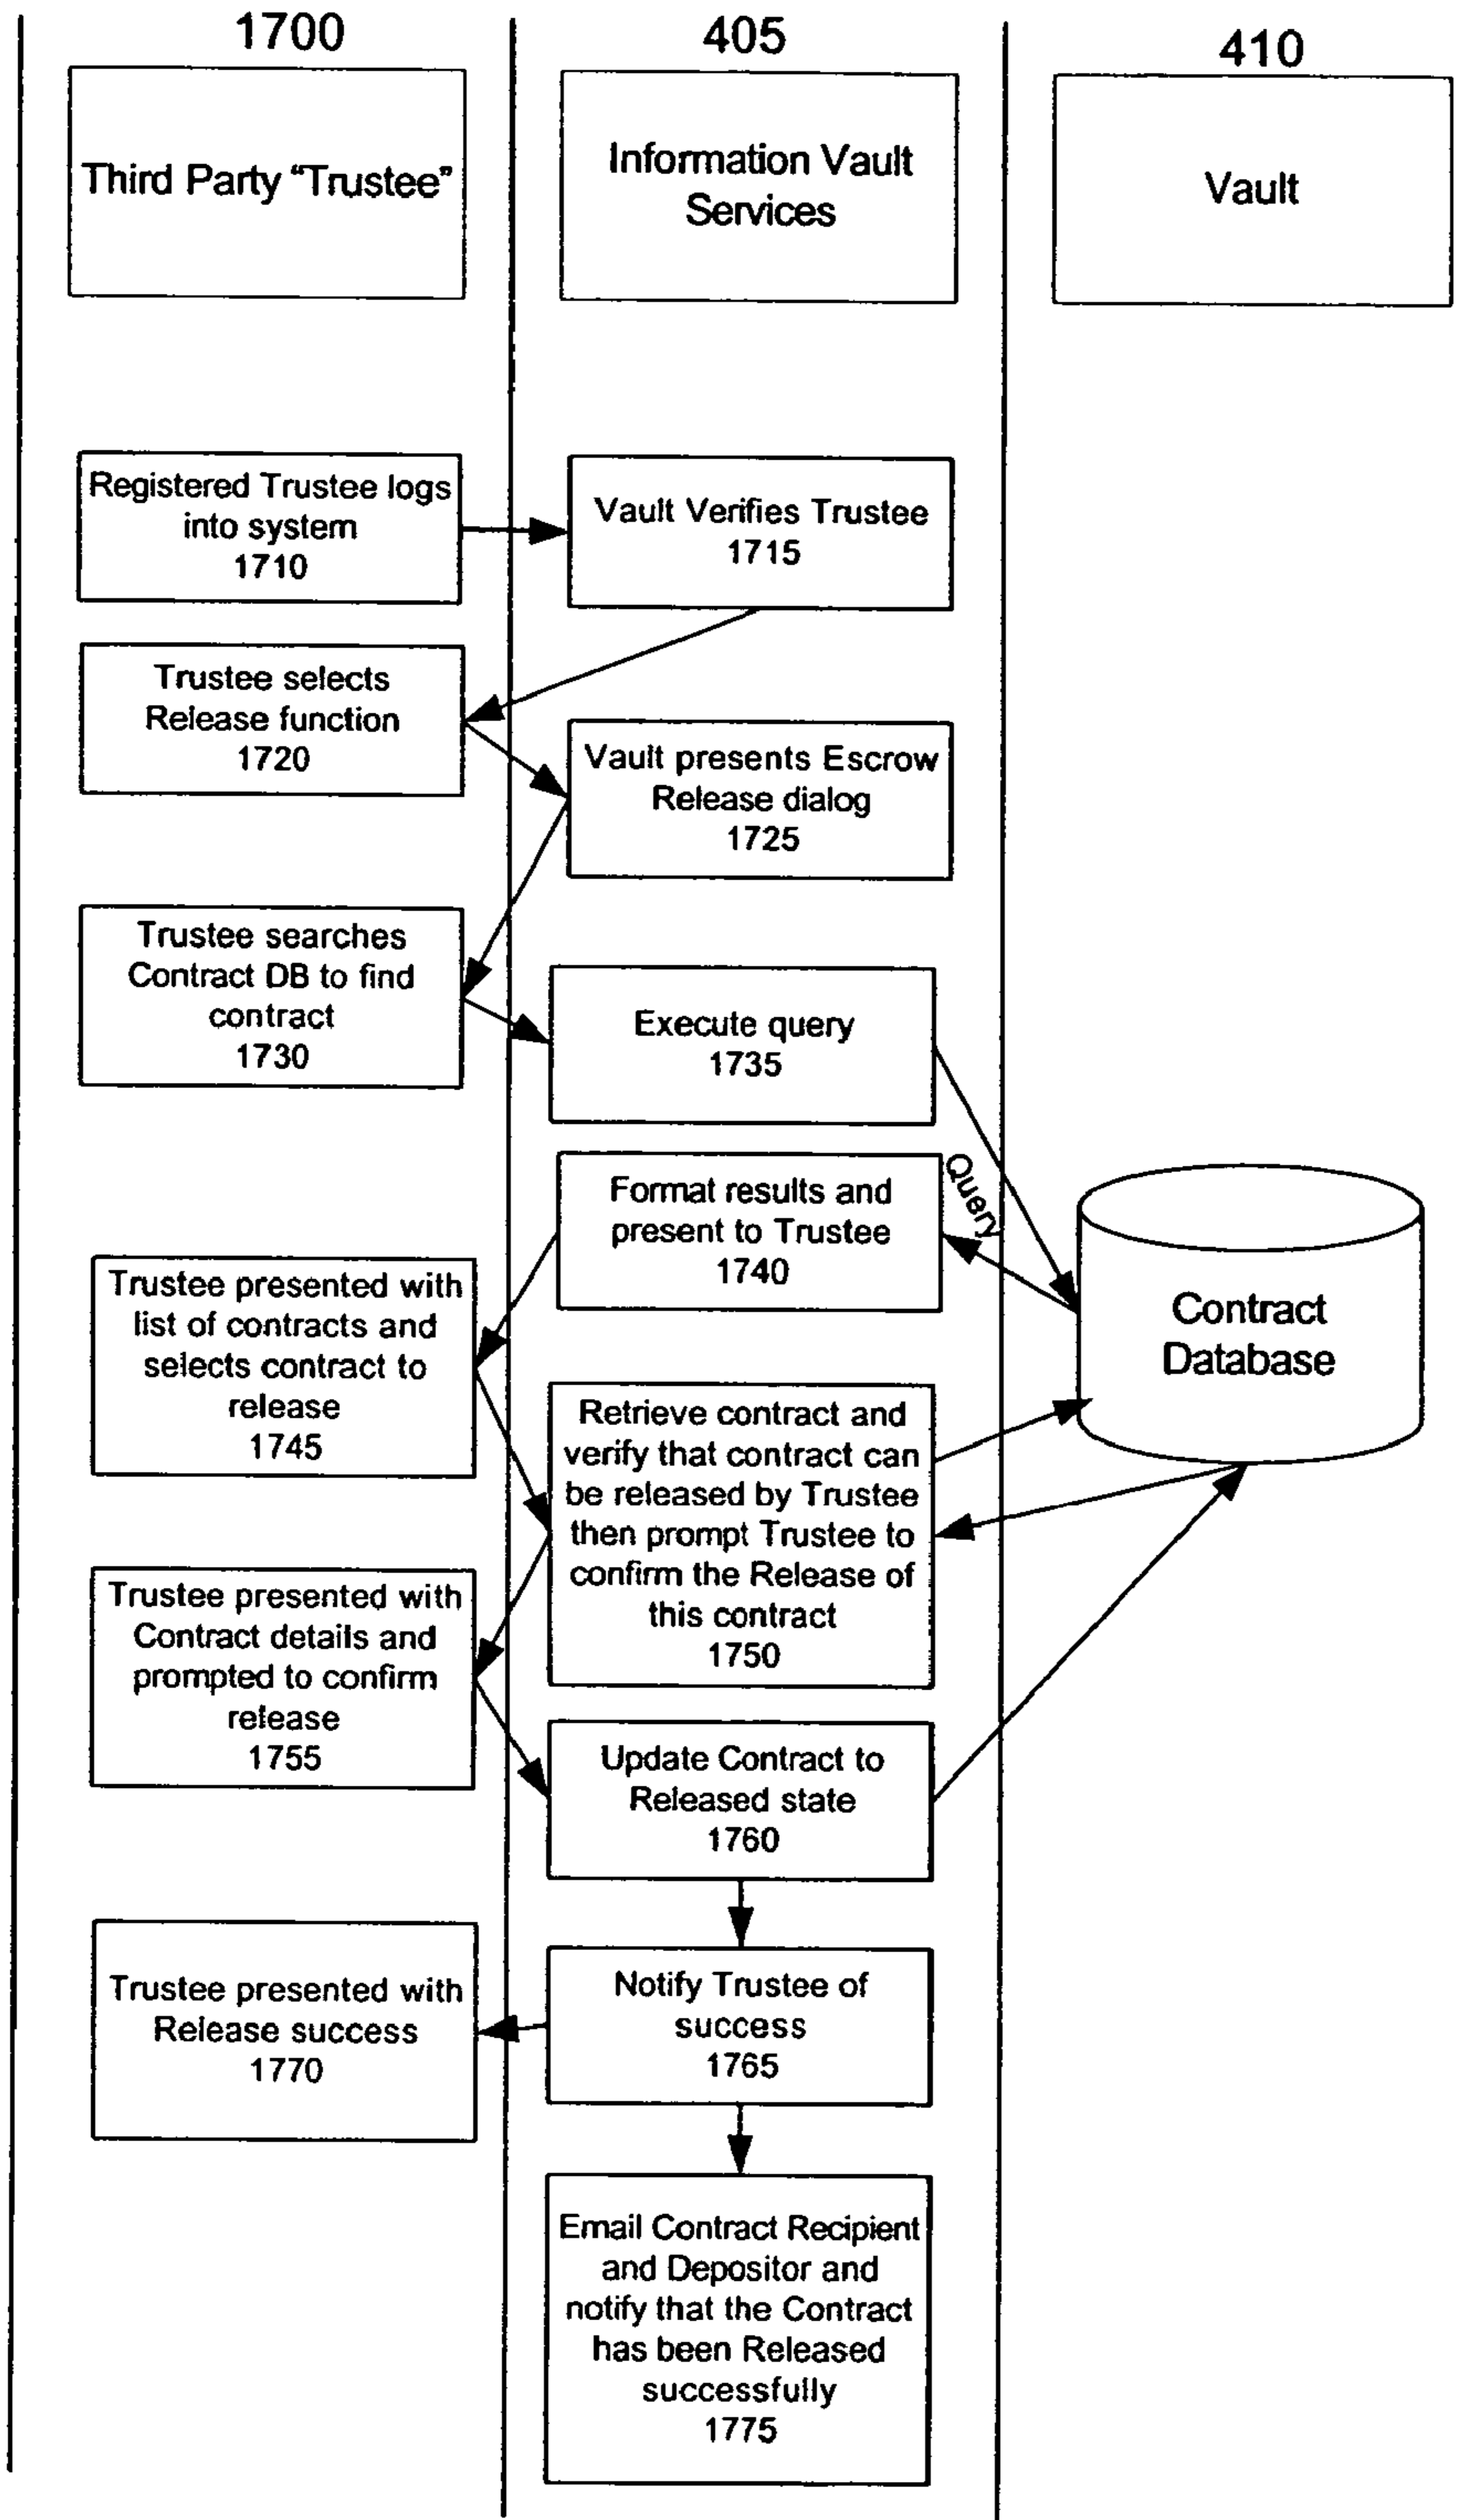 1700
405
410
Third Party "Trustee"
Information Vault
Services
Vault
Registered Trustee logs
into system
1710
Vault Verifies Trustee
1715
Trustee selects
Release function
1720
Vault presents Escrow
Release dialog
1725
Trustee searches
Contract DB to find
contract
1730
Execute query
1735
Query
Format results and
present to Trustee
1740
Contract
Database
Trustee presented with
list of contracts and
selects contract to
release
1745
Retrieve contract and
verify that contract can
be released by Trustee
then prompt Trustee to
confirm the Release of
this contract
1750
Trustee presented with
Contract details and
prompted to confirm
release
1755
Update Contract to
Released state
1760
Notify Trustee of
success
1765
Trustee presented with
Release success
1770
Email Contract Recipient
and Depositor and
notify that the Contract
has been Released
successfully
1775